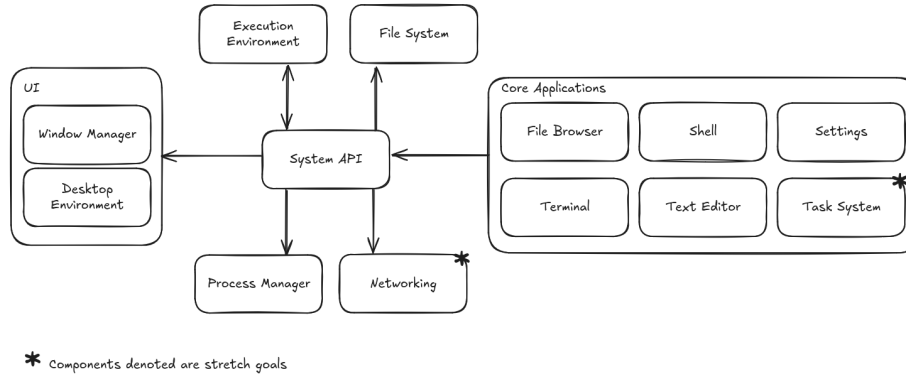 Execution
Environment
File System
UI
Core Applications
Window Manager
File Browser
Shell
Settings
System API
Desktop
Environment
Terminal
Text Editor
Task System
Process Manager
Networking
Components denoted are stretch goals